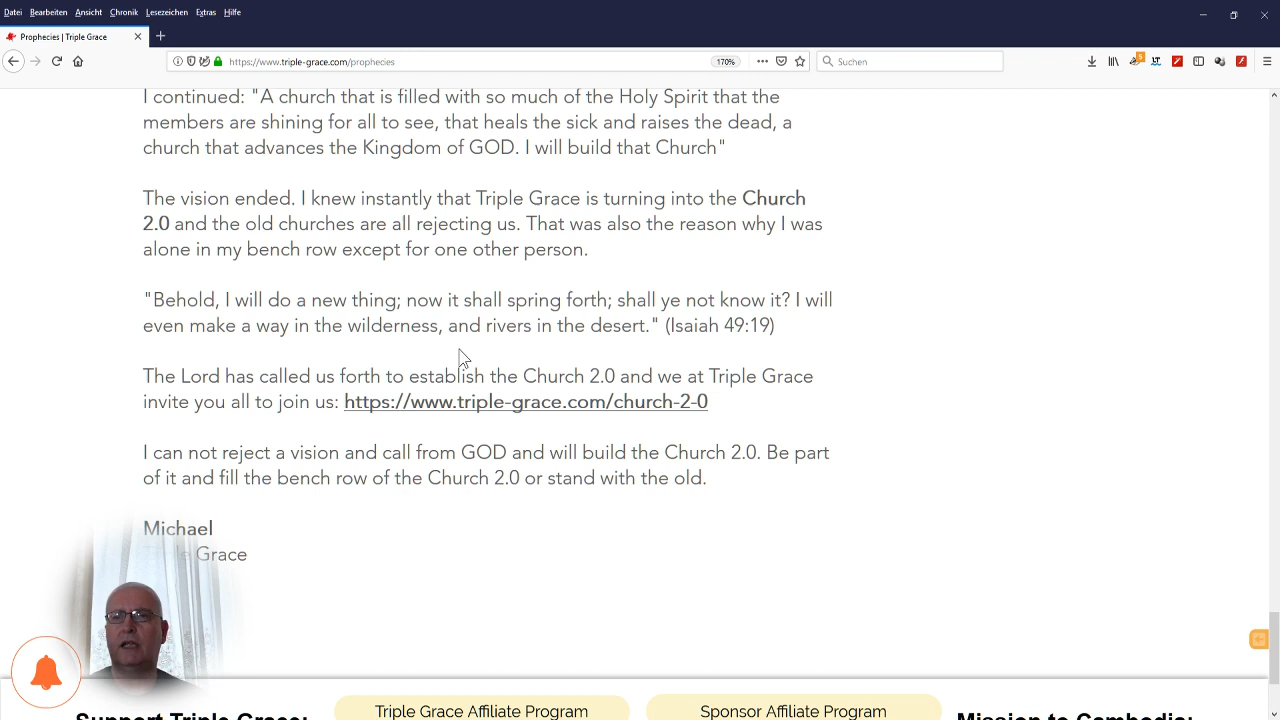 Datei Bearbeiten Ansicht Chronik Lesezeichen Extras Hilfe
Prophecies | Triple Grace
https://www.triple-grace.com/prophecies 170% Suchen
I continued: "A church that is filled with so much of the Holy Spirit that the
members are shining for all to see, that heals the sick and raises the dead, a
church that advances the Kingdom of GOD. I will build that Church"
The vision ended. I knew instantly that Triple Grace is turning into the Church
2.0 and the old churches are all rejecting us. That was also the reason why I was
alone in my bench row except for one other person.
"Behold, I will do a new thing; now it shall spring forth; shall ye not know it? I will
even make a way in the wilderness, and rivers in the desert." (Isaiah 49:19)
The Lord has called us forth to establish the Church 2.0 and we at Triple Grace
invite you all to join us: https://www.triple-grace.com/church-2-0
I can not reject a vision and call from GOD and will build the Church 2.0. Be part
of it and fill the bench row of the Church 2.0 or stand with the old.
Michael
Grace
Support Triple Grace: Triple Grace Affiliate Program Sponsor Affiliate Program Mission to Cambodia: